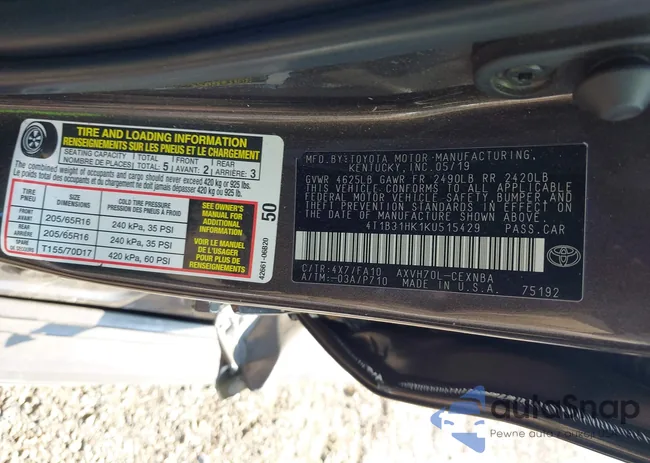 TIRE AND LOADING INFORMATION
RENSEIGNEMENTS SUR LES PNEUS ET LE CHARGEMENT
SEATING CAPACITY TOTAL 5 FRONT 2 REAR 3
NOMBRE DE PLACES TOTAL AVANT ARRIÈRE
The combined weight of occupants and cargo should never exceed 420 kg or 925 lbs.
Le poids total des occupants et du chargement ne doit jamais dépasser 420 kg ou 925 lb.
TIRE PNEU COLD TIRE PRESSURE PRESSION DES PNEUS À FROID
FRONT AVANT 205/65R16 240 kPa, 35 PSI
REAR ARRIÈRE 205/65R16 240 kPa, 35 PSI
SPARE DE SECOURS T155/70D17 420 kPa, 60 PSI
SEE OWNER'S MANUAL FOR ADDITIONAL INFORMATION
VOIR LE MANUEL DE L'USAGER POUR PLUS DE RENSEIGNEMENTS
42661-06B20
50
MFD.BY:TOYOTA MOTOR MANUFACTURING,
KENTUCKY, INC. 05/19
GVWR 4625LB GAWR FR 2490LB RR 2420LB
THIS VEHICLE CONFORMS TO ALL APPLICABLE
FEDERAL MOTOR VEHICLE SAFETY, BUMPER, AND
THEFT PREVENTION STANDARDS IN EFFECT ON
THE DATE OF MANUFACTURE SHOWN ABOVE.
4T1B31HK1KU515429 PASS.CAR
C/TR:4X7/FA10 AXVH70L-CEXNBA
A/TM:-03A/P710 MADE IN U.S.A. 75192
autoSnap
Pewne auto